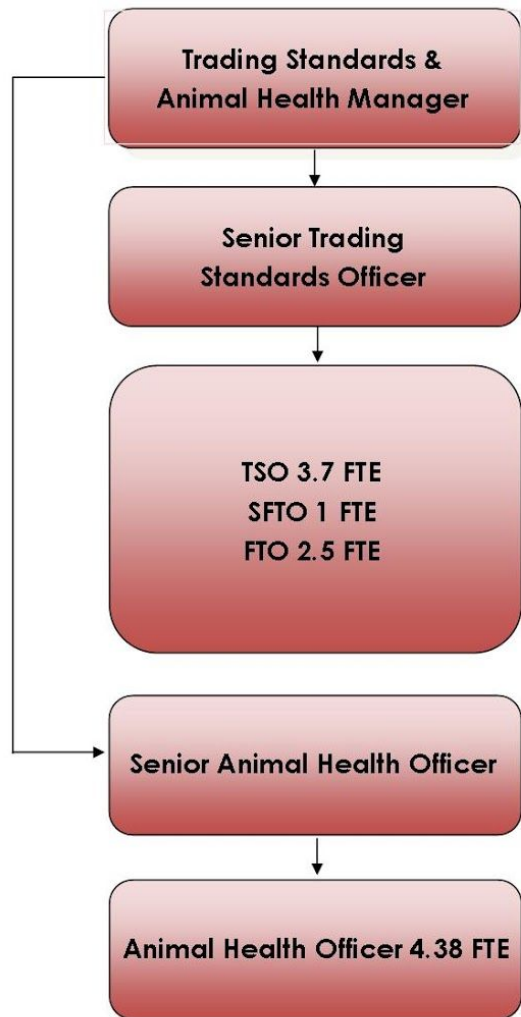 Trading Standards &
Animal Health Manager
Senior Trading
Standards Officer
TSO 3.7 FTE
SFTO 1 FTE
FTO 2.5 FTE
Senior Animal Health Officer
Animal Health Officer 4.38 FTE